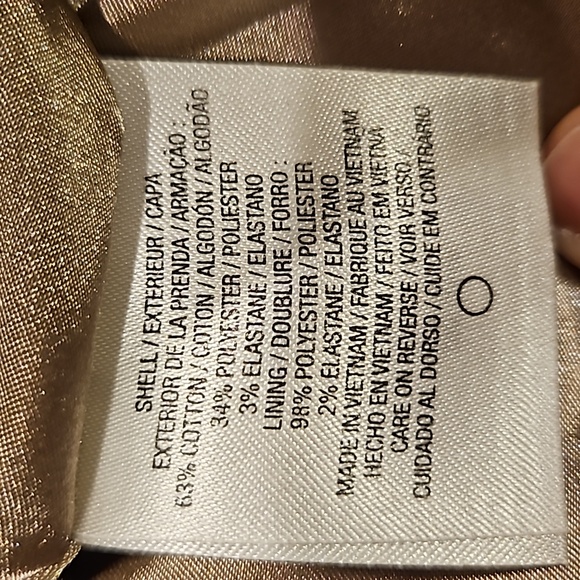 SHELL / EXTERIEUR / CAPA
EXTERIOR DE LA PRENDA / ARMAÇÃO :
63% COTTON / COTON / ALGODÓN / ALGODÃO
34% POLYESTER / POLIESTER
3% ELASTANE / ELASTANO
LINING / DOUBLURE / FORRO :
98% POLYESTER / POLIESTER
2% ELASTANE / ELASTANO
MADE IN VIETNAM / FABRIQUE AU VIETNAM
HECHO EN VIETNAM / FEITO EM VIETNA
CARE ON REVERSE / VOIR VERSO
CUIDADO AL DORSO / CUIDE EM CONTRARIO